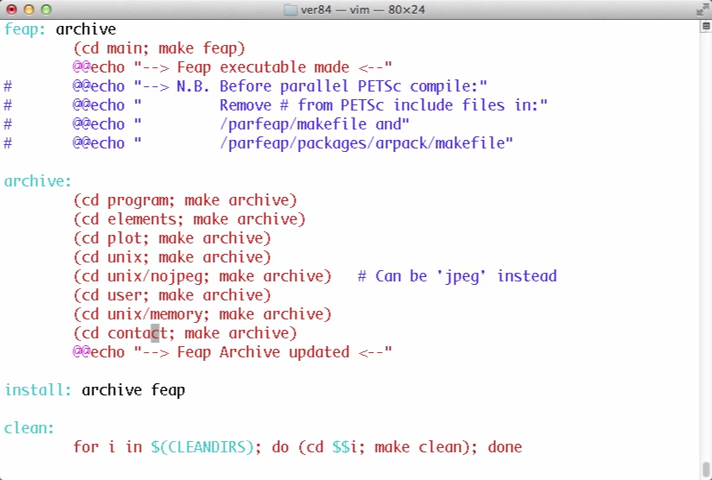 ver84 — vim — 80×24
feap: archive
(cd main; make feap)
@@echo "--> Feap executable made <--"
# @@echo "--> N.B. Before parallel PETSc compile:"
# @@echo " Remove # from PETSc include files in:"
# @@echo " /parfeap/makefile and"
# @@echo " /parfeap/packages/arpack/makefile"
archive:
(cd program; make archive)
(cd elements; make archive)
(cd plot; make archive)
(cd unix; make archive)
(cd unix/nojpeg; make archive) # Can be 'jpeg' instead
(cd user; make archive)
(cd unix/memory; make archive)
(cd contact; make archive)
@@echo "--> Feap Archive updated <--"
install: archive feap
clean:
for i in $(CLEANDIRS); do (cd $$i; make clean); done